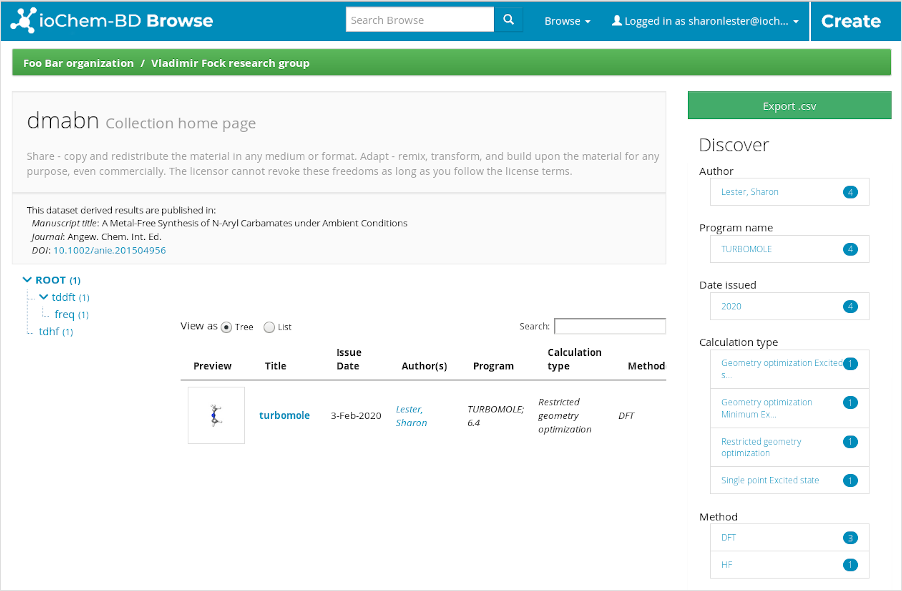 ioChem-BD Browse
Search Browse
Browse
Logged in as sharonlester@ioch...
Create
Foo Bar organization / Vladimir Fock research group
dmabn Collection home page
Share - copy and redistribute the material in any medium or format. Adapt - remix, transform, and build upon the material for any
purpose, even commercially. The licensor cannot revoke these freedoms as long as you follow the license terms.
This dataset derived results are published in:
Manuscript title: A Metal-Free Synthesis of N-Aryl Carbamates under Ambient Conditions
Journal: Angew. Chem. Int. Ed.
DOI: 10.1002/anie.201504956
ROOT (1)
tddft (1)
freq (1)
tdhf (1)
View as Tree List
Search:
Preview Title Issue Date Author(s) Program Calculation type Method
turbomole 3-Feb-2020 Lester, Sharon TURBOMOLE; 6.4 Restricted geometry optimization DFT
Export .csv
Discover
Author
Lester, Sharon 4
Program name
TURBOMOLE 4
Date issued
2020 4
Calculation type
Geometry optimization Excited 1
s...
Geometry optimization 1
Minimum Ex...
Restricted geometry 1
optimization
Single point Excited state 1
Method
DFT 3
HF 1